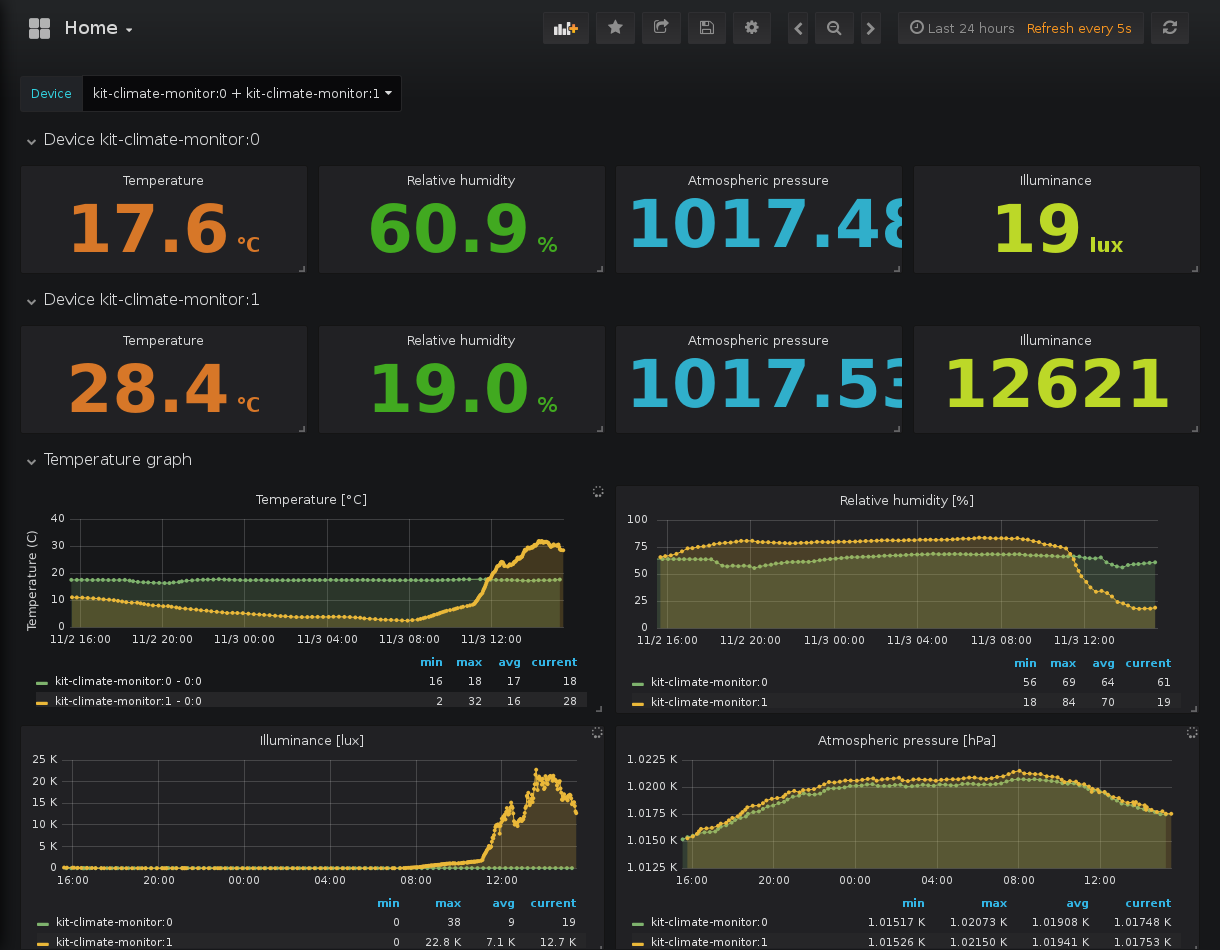 Home
Last 24 hours Refresh every 5s
Device kit-climate-monitor:0 + kit-climate-monitor:1
Device kit-climate-monitor:0
Temperature Relative humidity Atmospheric pressure Illuminance
17.6 °C 60.9 % 1017.48 19 lux
Device kit-climate-monitor:1
Temperature Relative humidity Atmospheric pressure Illuminance
28.4 °C 19.0 % 1017.53 12621
Temperature graph
Temperature [°C]
Temperature (C)
40
30
20
10
0
11/2 16:00 11/2 20:00 11/3 00:00 11/3 04:00 11/3 08:00 11/3 12:00
min max avg current
kit-climate-monitor:0 - 0:0 16 18 17 18
kit-climate-monitor:1 - 0:0 2 32 16 28
Relative humidity [%]
100
75
50
25
0
11/2 16:00 11/2 20:00 11/3 00:00 11/3 04:00 11/3 08:00 11/3 12:00
min max avg current
kit-climate-monitor:0 56 69 64 61
kit-climate-monitor:1 18 84 70 19
Illuminance [lux]
25 K
20 K
15 K
10 K
5 K
0
16:00 20:00 00:00 04:00 08:00 12:00
min max avg current
kit-climate-monitor:0 0 38 9 19
kit-climate-monitor:1 0 22.8 K 7.1 K 12.7 K
Atmospheric pressure [hPa]
1.0225 K
1.0200 K
1.0175 K
1.0150 K
1.0125 K
16:00 20:00 00:00 04:00 08:00 12:00
min max avg current
kit-climate-monitor:0 1.01517 K 1.02073 K 1.01908 K 1.01748 K
kit-climate-monitor:1 1.01526 K 1.02150 K 1.01941 K 1.01753 K